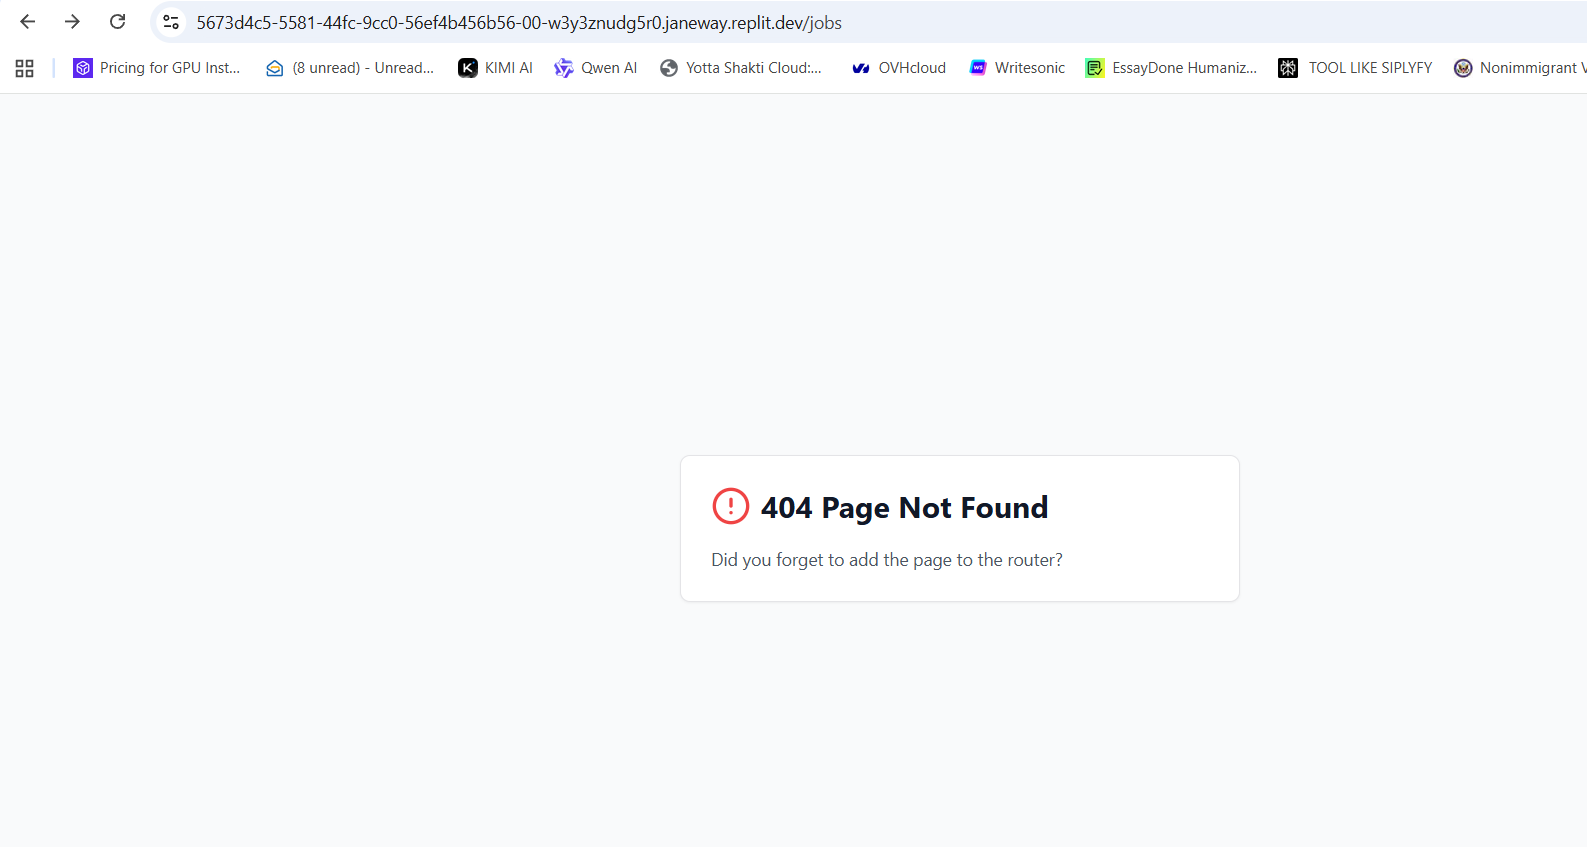 5673d4c5-5581-44fc-9cc0-56ef4b456b56-00-w3y3znudg5r0.janeway.replit.dev/jobs
Pricing for GPU Inst... (8 unread) - Unread... KIMI AI Qwen AI Yotta Shakti Cloud:... OVHcloud Writesonic EssayDone Humaniz... TOOL LIKE SIPLYFY Nonimmigrant V
404 Page Not Found
Did you forget to add the page to the router?